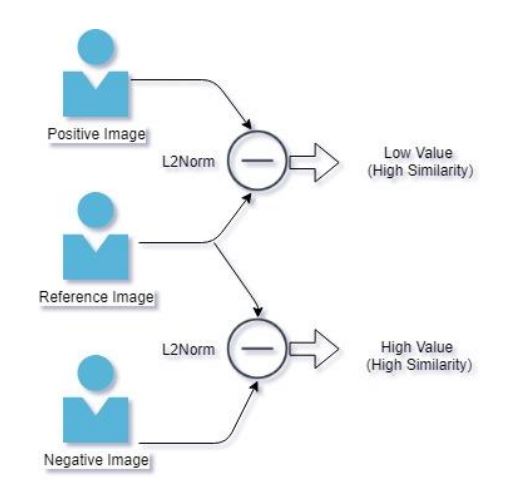 Positive Image
L2Norm
Low Value
(High Similarity)
Reference Image
L2Norm
High Value
(High Similarity)
Negative Image